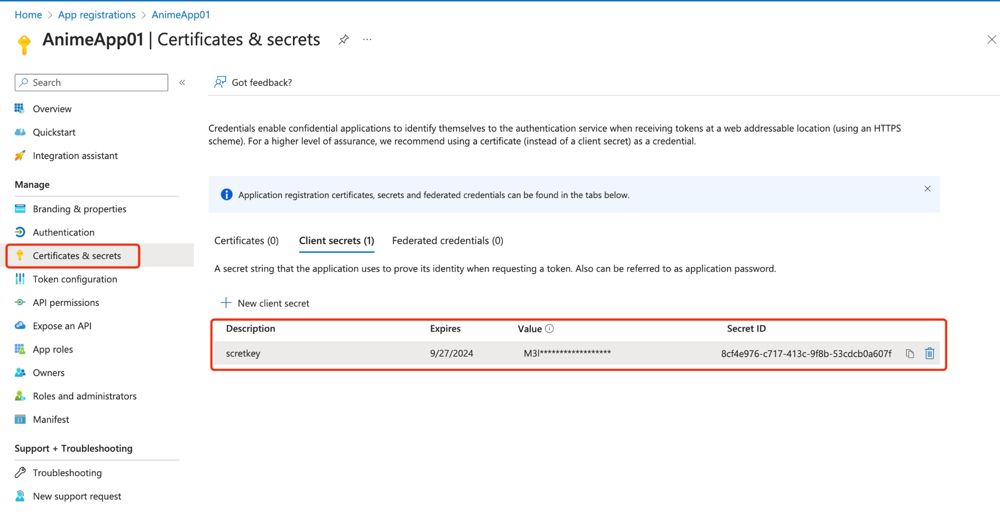 Home > App registrations > AnimeApp01
AnimeApp01 | Certificates & secrets ...
Search «
Overview
Quickstart
Integration assistant
Manage
Branding & properties
Authentication
Certificates & secrets
Token configuration
API permissions
Expose an API
App roles
Owners
Roles and administrators
Manifest
Support + Troubleshooting
Troubleshooting
New support request
Got feedback?
Credentials enable confidential applications to identify themselves to the authentication service when receiving tokens at a web addressable location (using an HTTPS
scheme). For a higher level of assurance, we recommend using a certificate (instead of a client secret) as a credential.
Application registration certificates, secrets and federated credentials can be found in the tabs below.
Certificates (0) Client secrets (1) Federated credentials (0)
A secret string that the application uses to prove its identity when requesting a token. Also can be referred to as application password.
New client secret
Description Expires Value Secret ID
scretkey 9/27/2024 M3l****************** 8cf4e976-c717-413c-9f8b-53cdcb0a607f